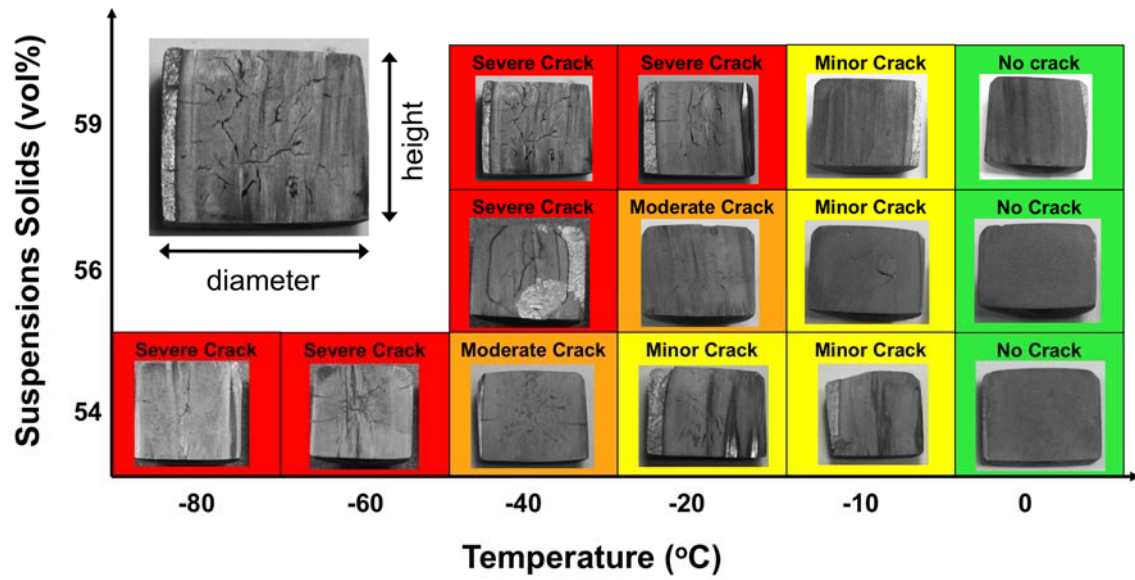 Suspensions Solids (vol%)
59
56
54
height
diameter
Severe Crack
Severe Crack
Minor Crack
No crack
Severe Crack
Moderate Crack
Minor Crack
No Crack
Severe Crack
Severe Crack
Moderate Crack
Minor Crack
Minor Crack
No Crack
-80
-60
-40
-20
-10
0
Temperature (ºC)